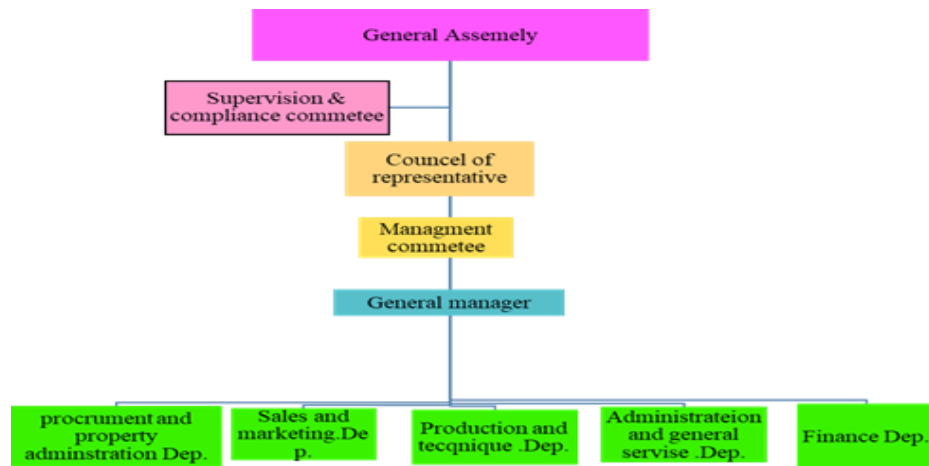 General Assemely
Supervision &
compliance commetee
Councel of
representative
Managment
commetee
General manager
procrument and
property
adminstration Dep.
Sales and
marketing.De
p.
Production and
tecqnique .Dep.
Administrateion
and general
servise .Dep.
Finance Dep.